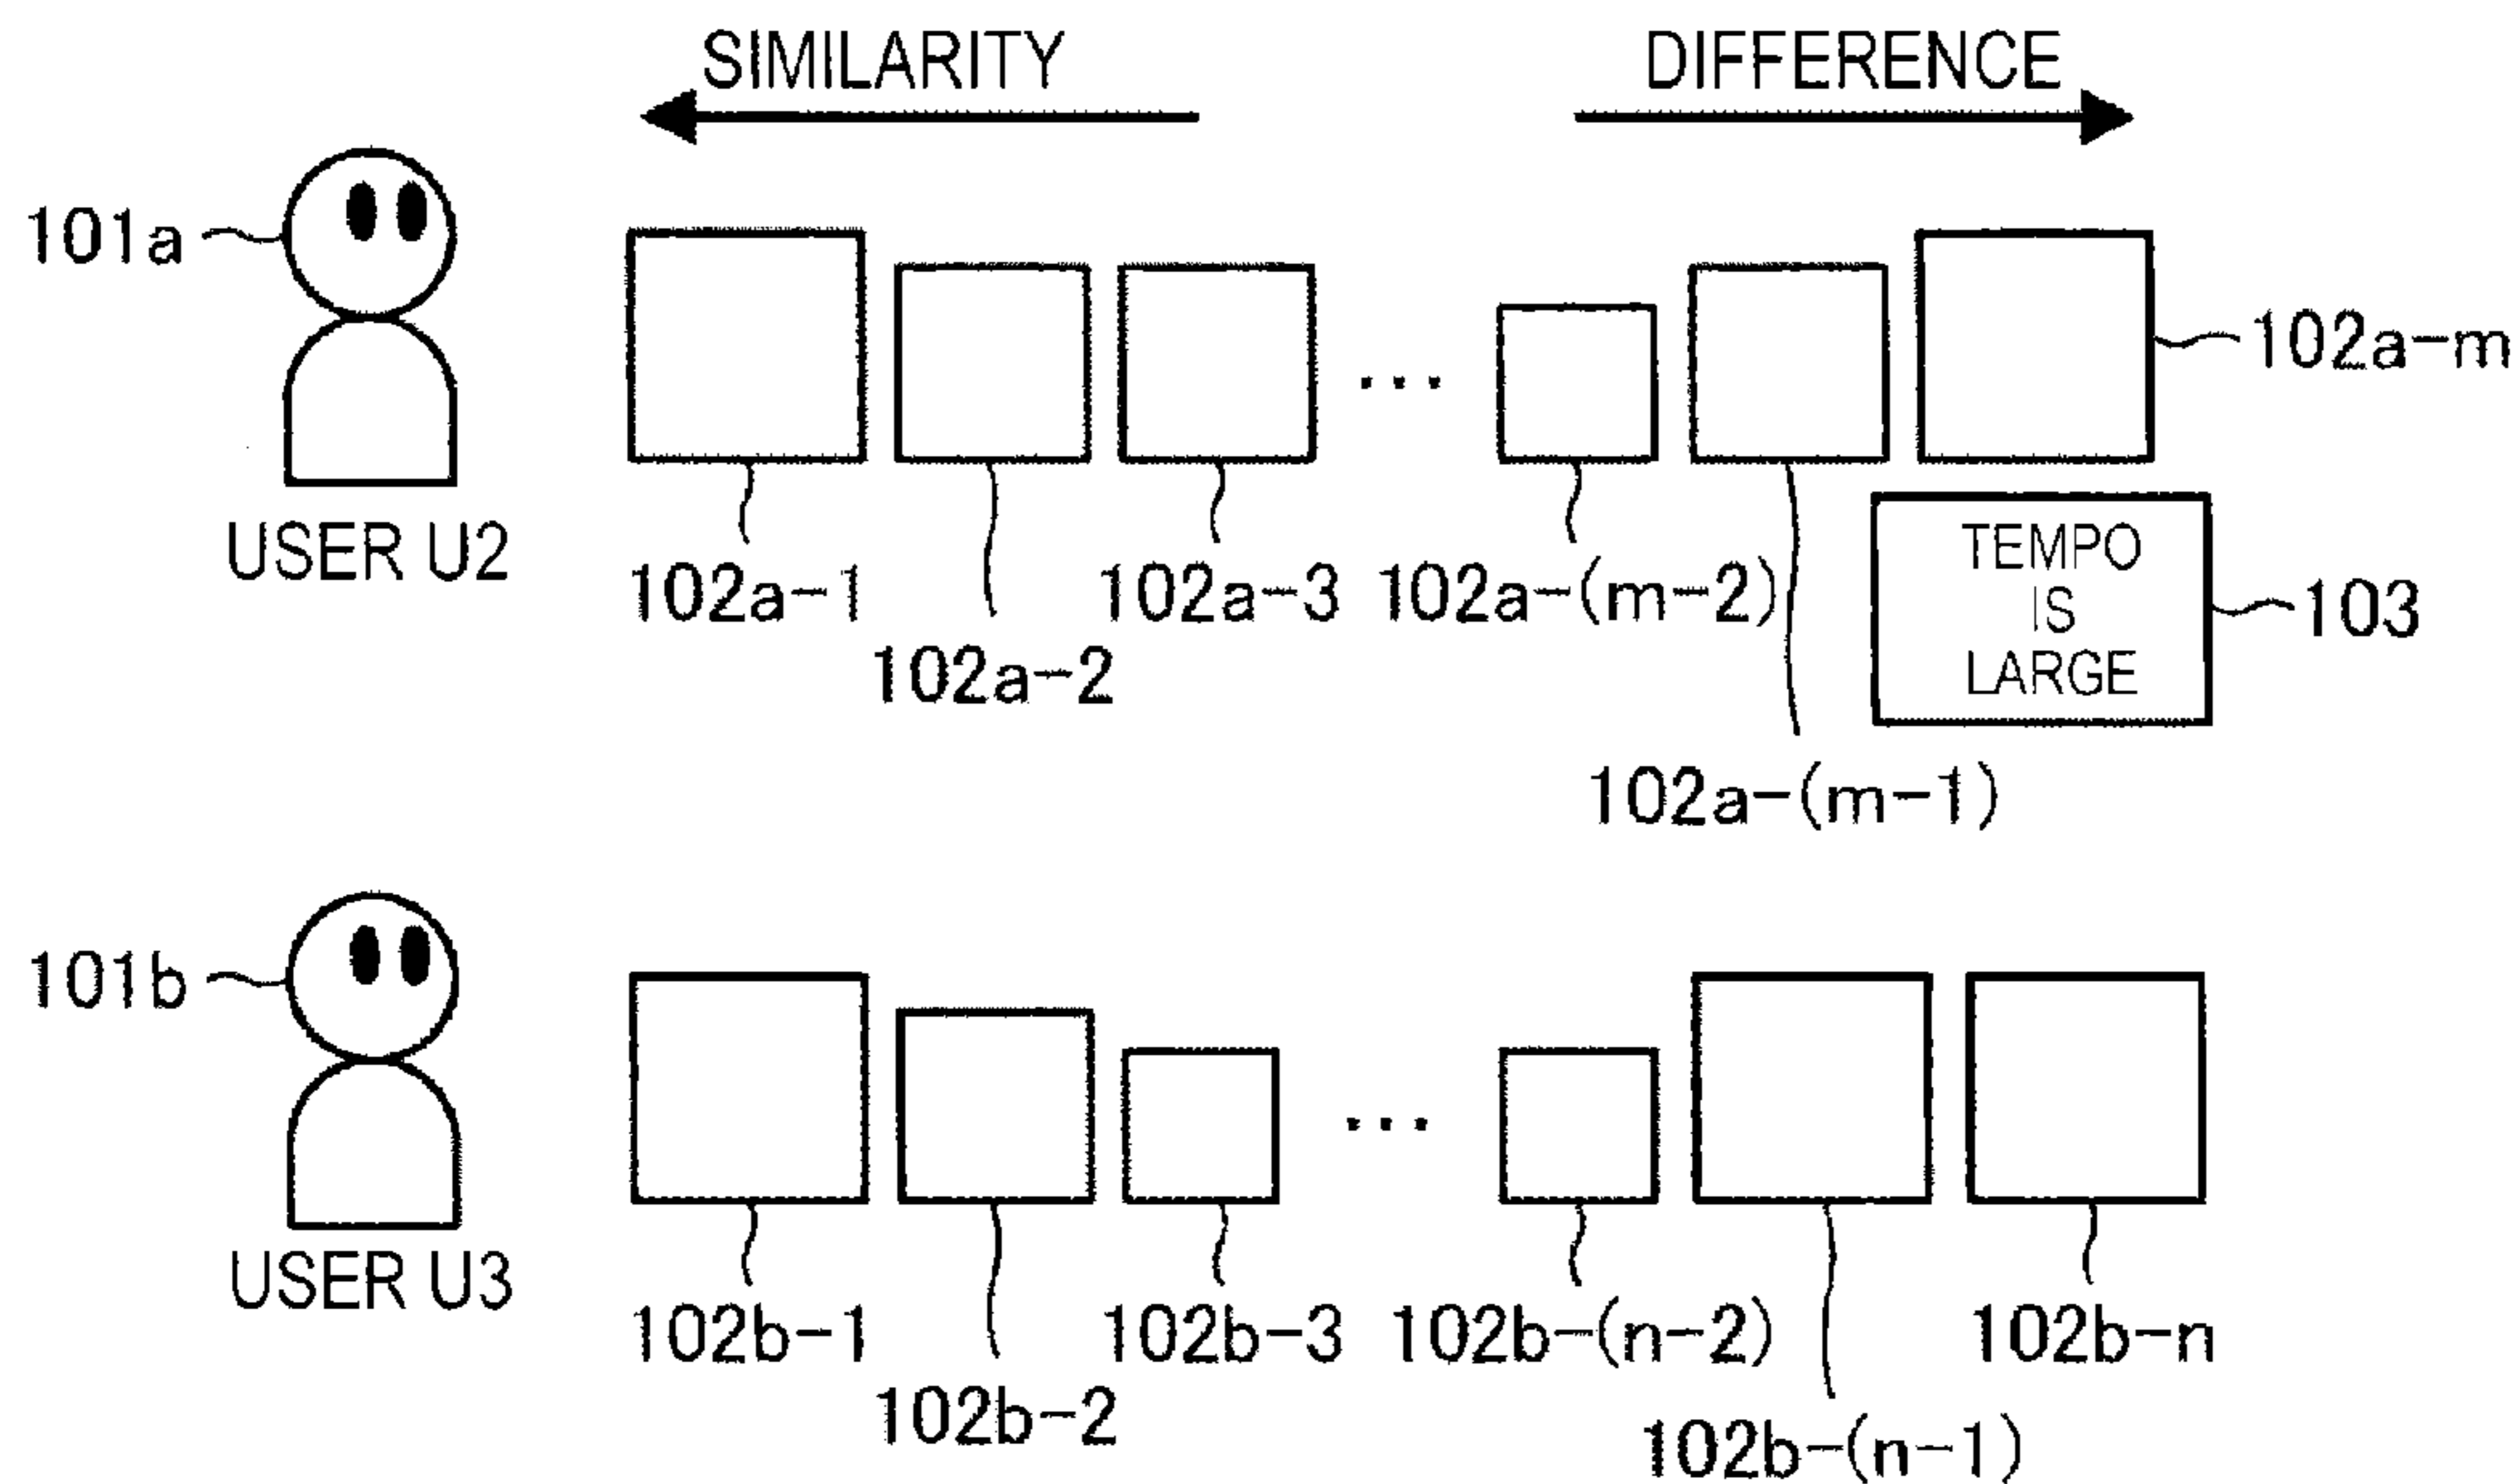 SIMILARITY
DIFFERENCE
101a
102a-m
USER U2
TEMPO
IS
LARGE
103
102a-1
102a-3
102a-(m-2)
102a-2
102a-(m-1)
101b
USER U3
102b-1
102b-3
102b-(n-2)
102b-n
102b-2
102b-(n-1)